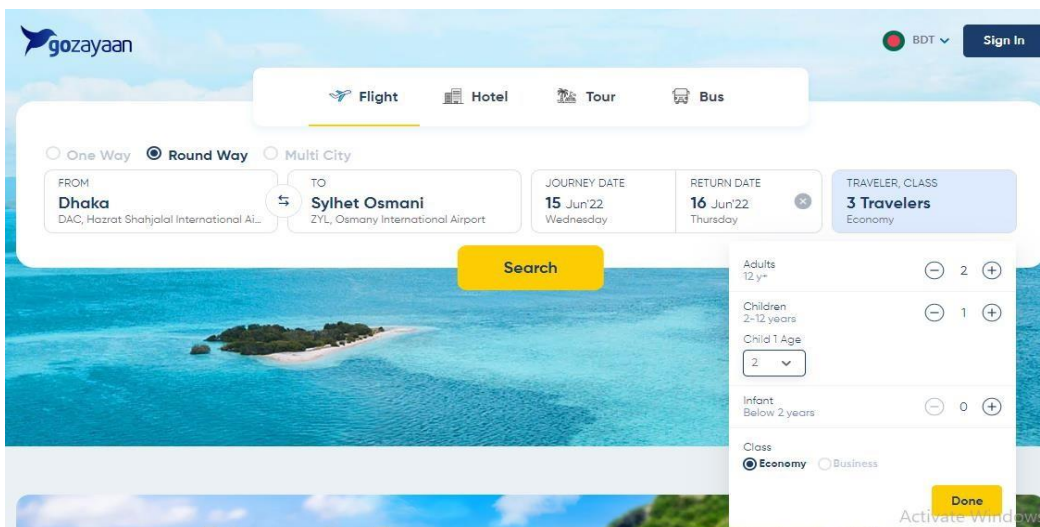 gozayaan
BDT
Sign In
Flight Hotel Tour Bus
One Way Round Way Multi City
FROM
Dhaka
DAC, Hazrat Shahjalal International Ai...
TO
Sylhet Osmani
ZYL, Osmany International Airport
JOURNEY DATE
15 Jun'22
Wednesday
RETURN DATE
16 Jun'22
Thursday
TRAVELER, CLASS
3 Travelers
Economy
Search
Adults
12 y+
2
Children
2-12 years
1
Child 1 Age
2
Infant
Below 2 years
0
Class
Economy Business
Done
Activate Windows